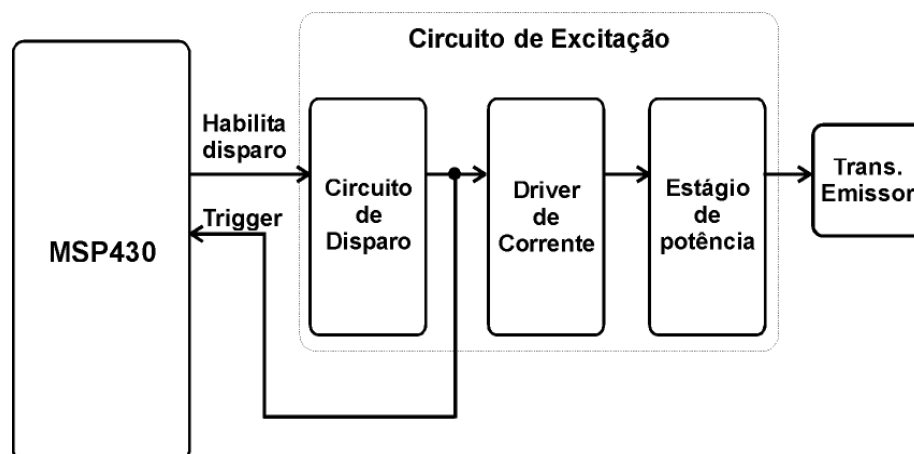 Circuito de Excitação
Habilita
disparo
Trigger
MSP430
Circuito
de
Disparo
Driver
de
Corrente
Estágio
de
potência
Trans.
Emissor